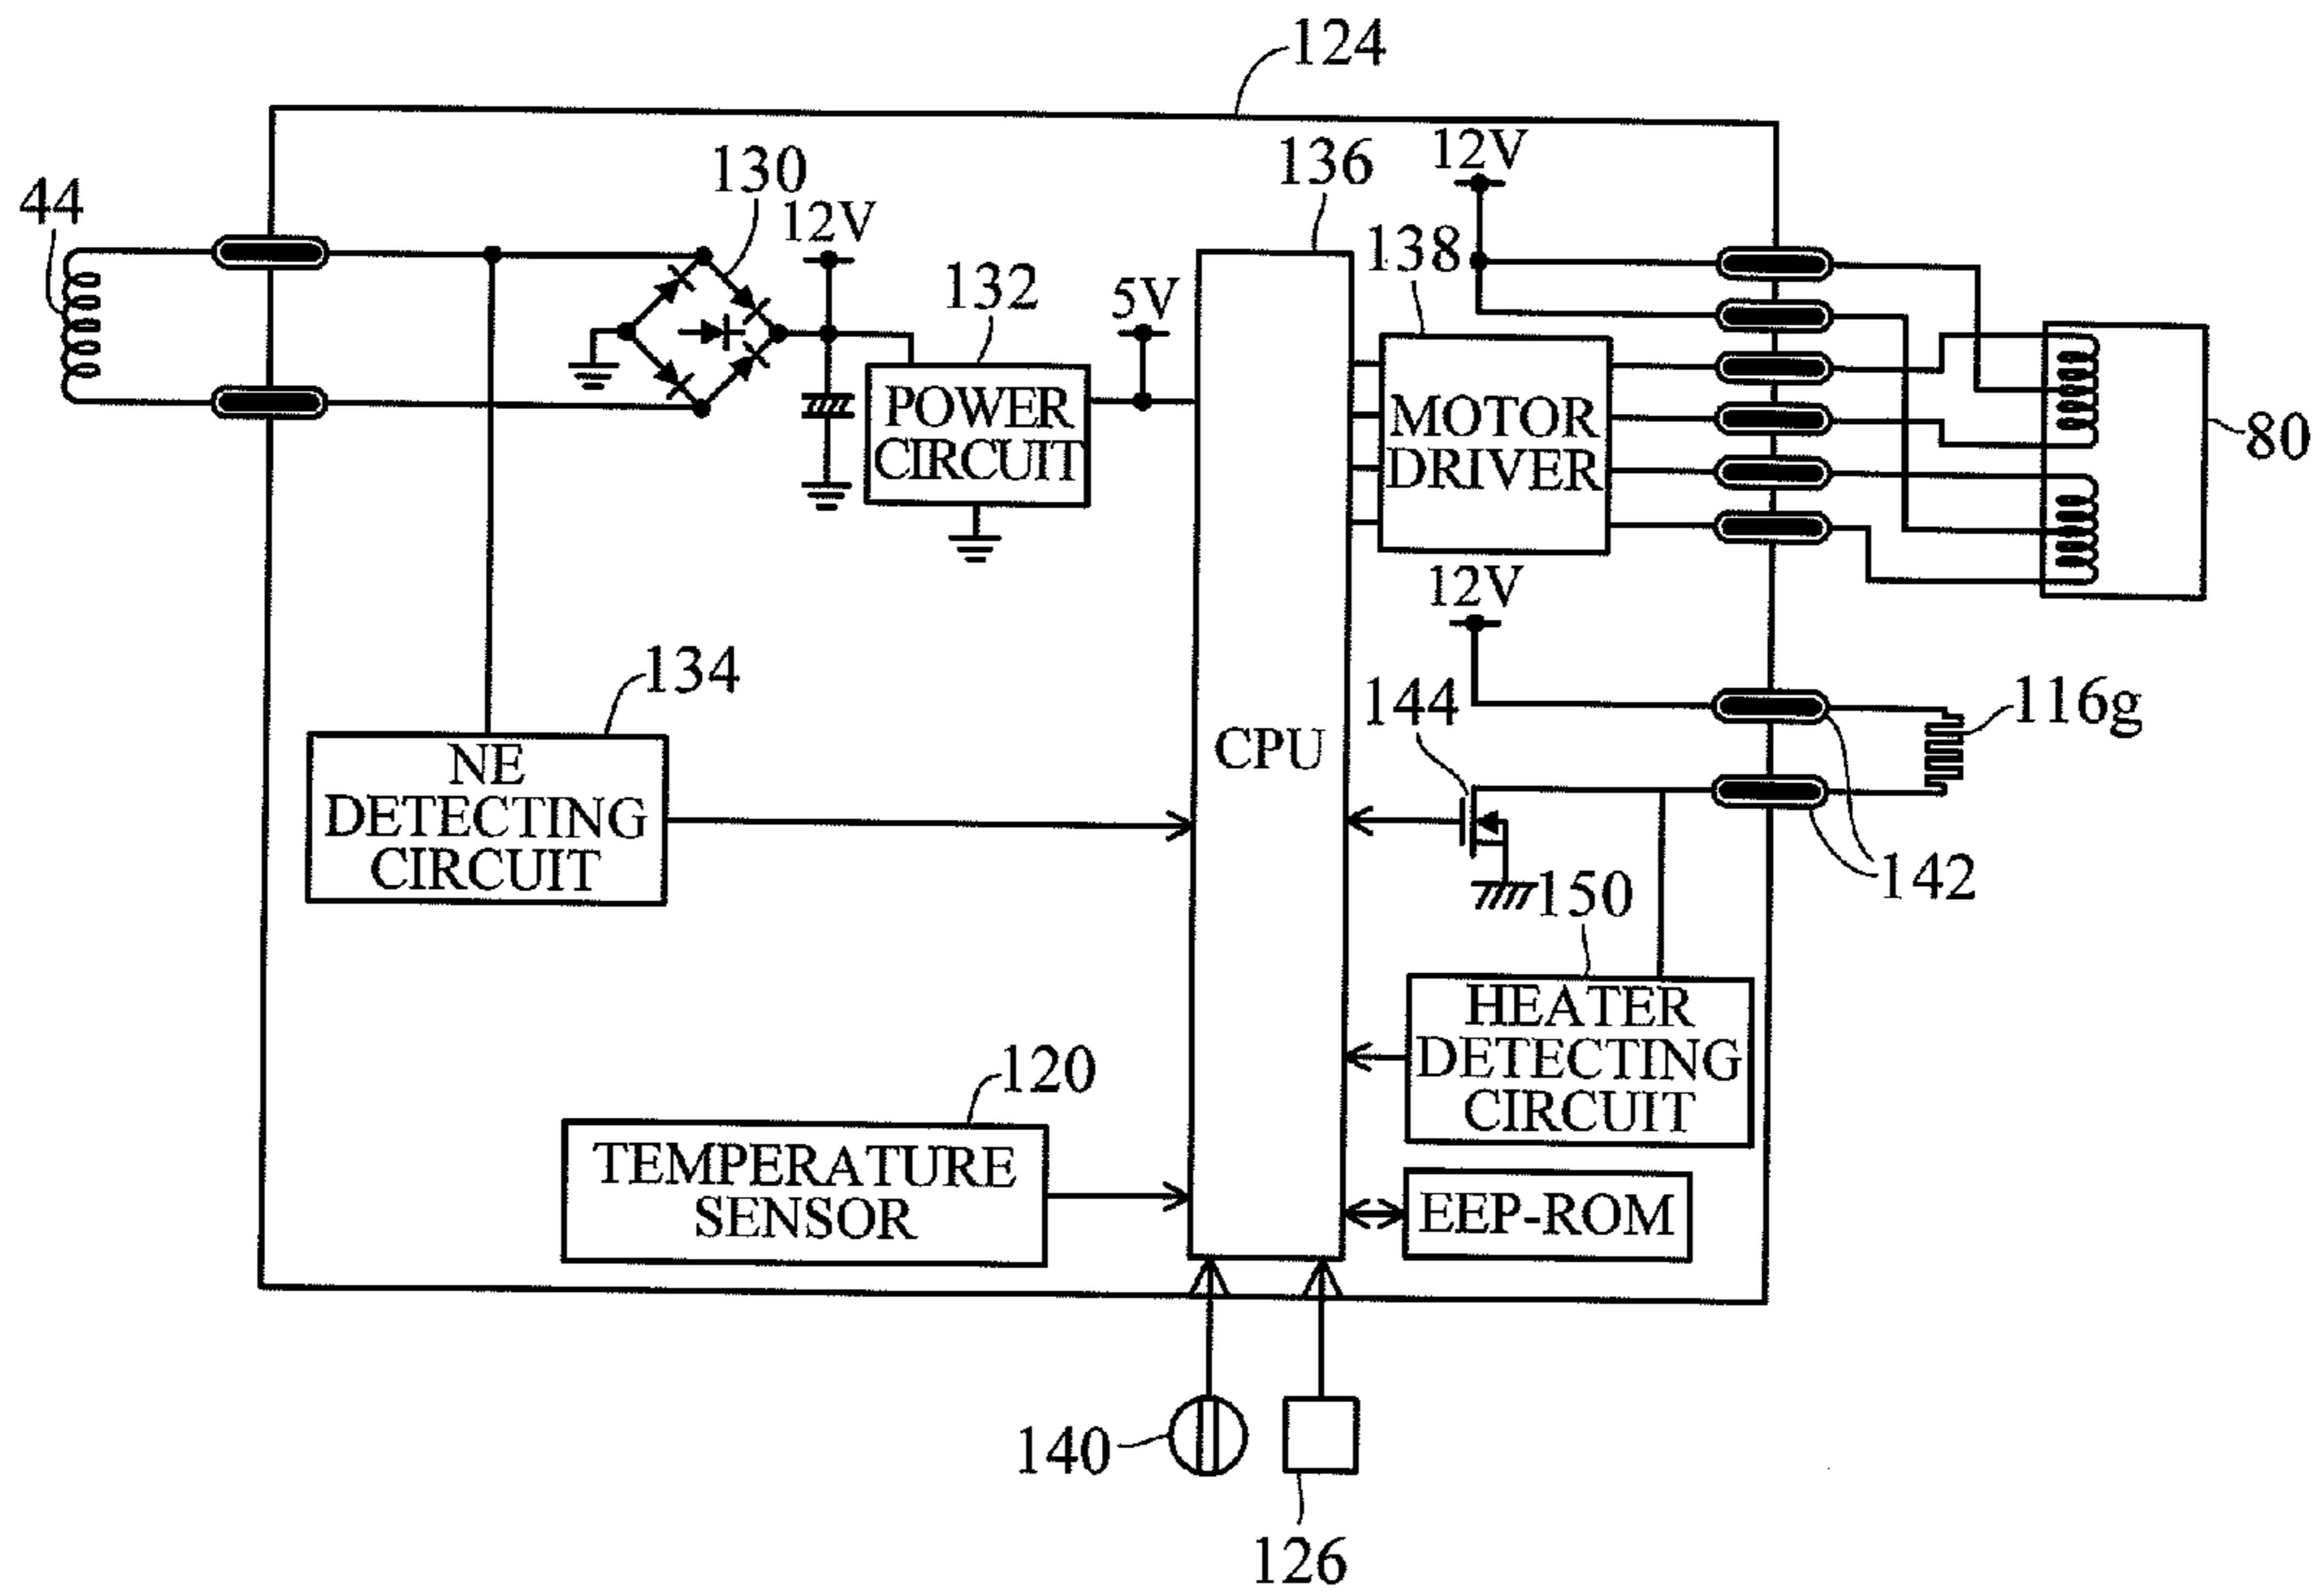 124
130
12V
136
12V
44
138
132
5V
POWER
CIRCUIT
MOTOR
DRIVER
80
12V
134
144
116g
NE
DETECTING
CIRCUIT
CPU
142
150
HEATER
DETECTING
CIRCUIT
120
TEMPERATURE
SENSOR
EEP-ROM
140
126